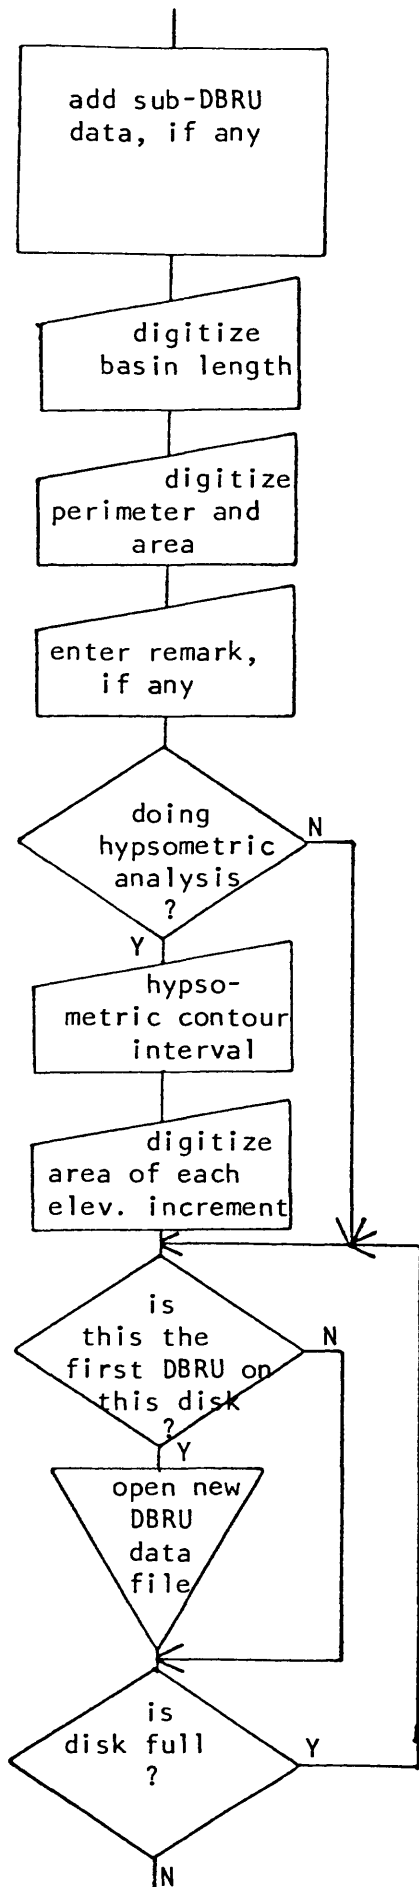 add sub-DBRU
data, if any
digitize
basin length
digitize
perimeter and
area
enter remark,
if any
doing
hypsometric
analysis
?
N
Y
hypso-
metric contour
interval
digitize
area of each
elev. increment
is
this the
first DBRU on
this disk
?
N
Y
open new
DBRU
data
file
is
disk full
?
Y
N